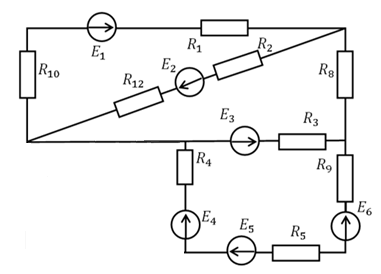 E₁
R₁
R₂
E₂
R₁₂
R₁₀
R₈
E₃
R₃
R₄
R₉
E₄
E₅
R₅
E₆